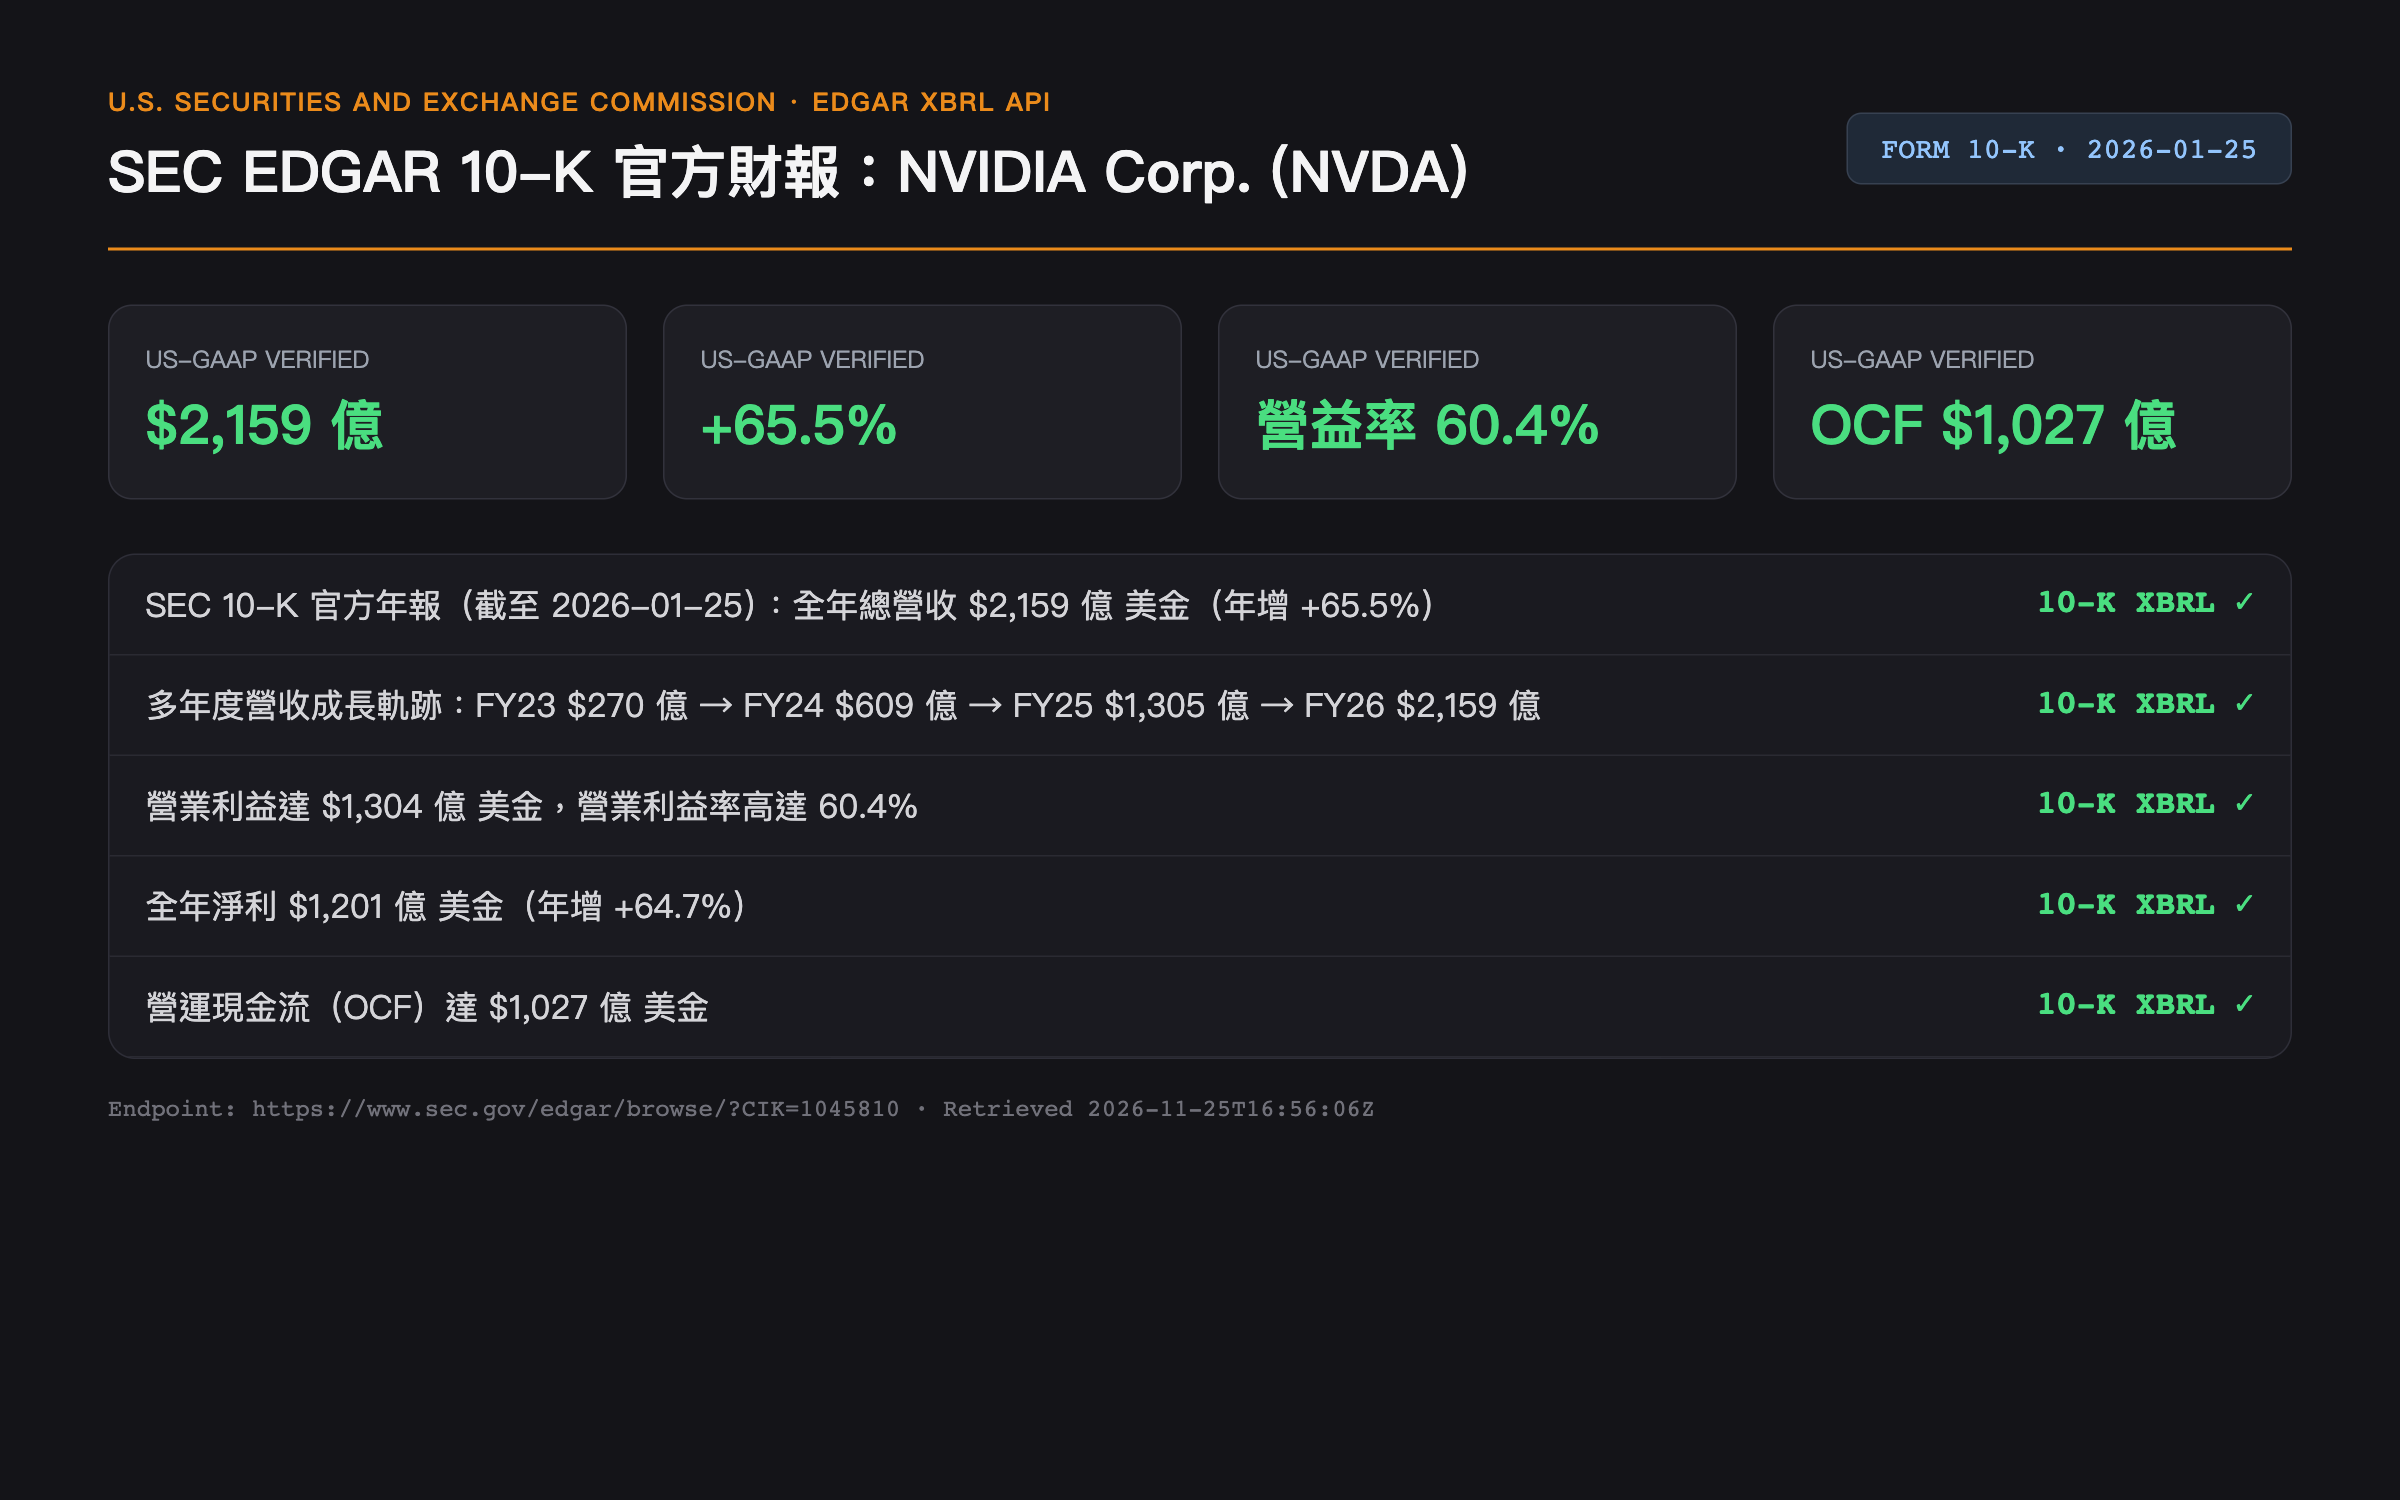 U.S. SECURITIES AND EXCHANGE COMMISSION · EDGAR XBRL API
SEC EDGAR 10–K 官方財報：NVIDIA Corp. (NVDA)
FORM 10-K • 2026-01-25
US–GAAP VERIFIED
$2,159 億
US–GAAP VERIFIED
+65.5%
US–GAAP VERIFIED
營益率 60.4%
US–GAAP VERIFIED
OCF $1,027 億
SEC 10–K 官方年報（截至 2026–01–25）：全年總營收 $2,159 億 美金（年增 +65.5%） 10-K XBRL ✓
多年度營收成長軌跡：FY23 $270 億 → FY24 $609 億 → FY25 $1,305 億 → FY26 $2,159 億 10-K XBRL ✓
營業利益達 $1,304 億 美金，營業利益率高達 60.4% 10-K XBRL ✓
全年淨利 $1,201 億 美金（年增 +64.7%） 10-K XBRL ✓
營運現金流（OCF）達 $1,027 億 美金 10-K XBRL ✓
Endpoint: https://www.sec.gov/edgar/browse/?CIK=1045810 • Retrieved 2026-11-25T16:56:06Z